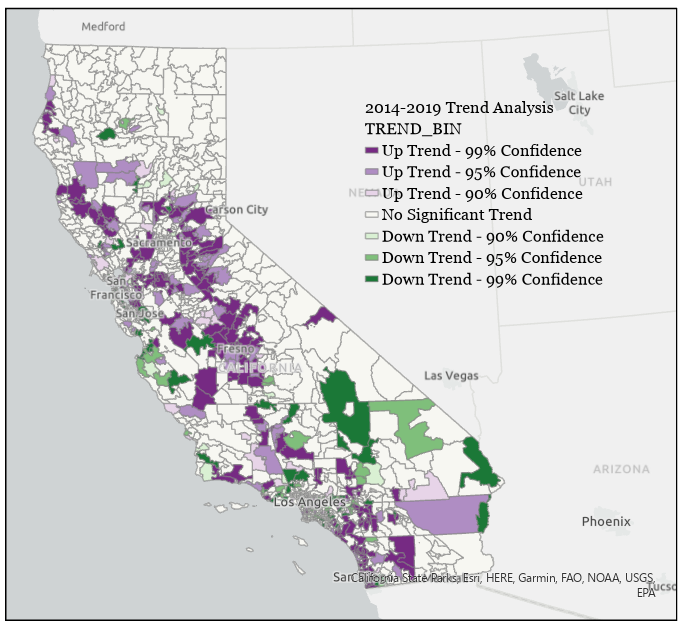 Medford
Salt Lake
City
2014-2019 Trend Analysis
TREND_BIN
Up Trend - 99% Confidence
Up Trend - 95% Confidence
Up Trend - 90% Confidence
No Significant Trend
Down Trend - 90% Confidence
Down Trend - 95% Confidence
Down Trend - 99% Confidence
UTAH
Carson City
Sacramento
San
Francisco
San Jose
Fresno
CALIFORNIA
Las Vegas
ARIZONA
Los Angeles
Phoenix
San
California State Parks, Esri, HERE, Garmin, FAO, NOAA, USGS,
EPA